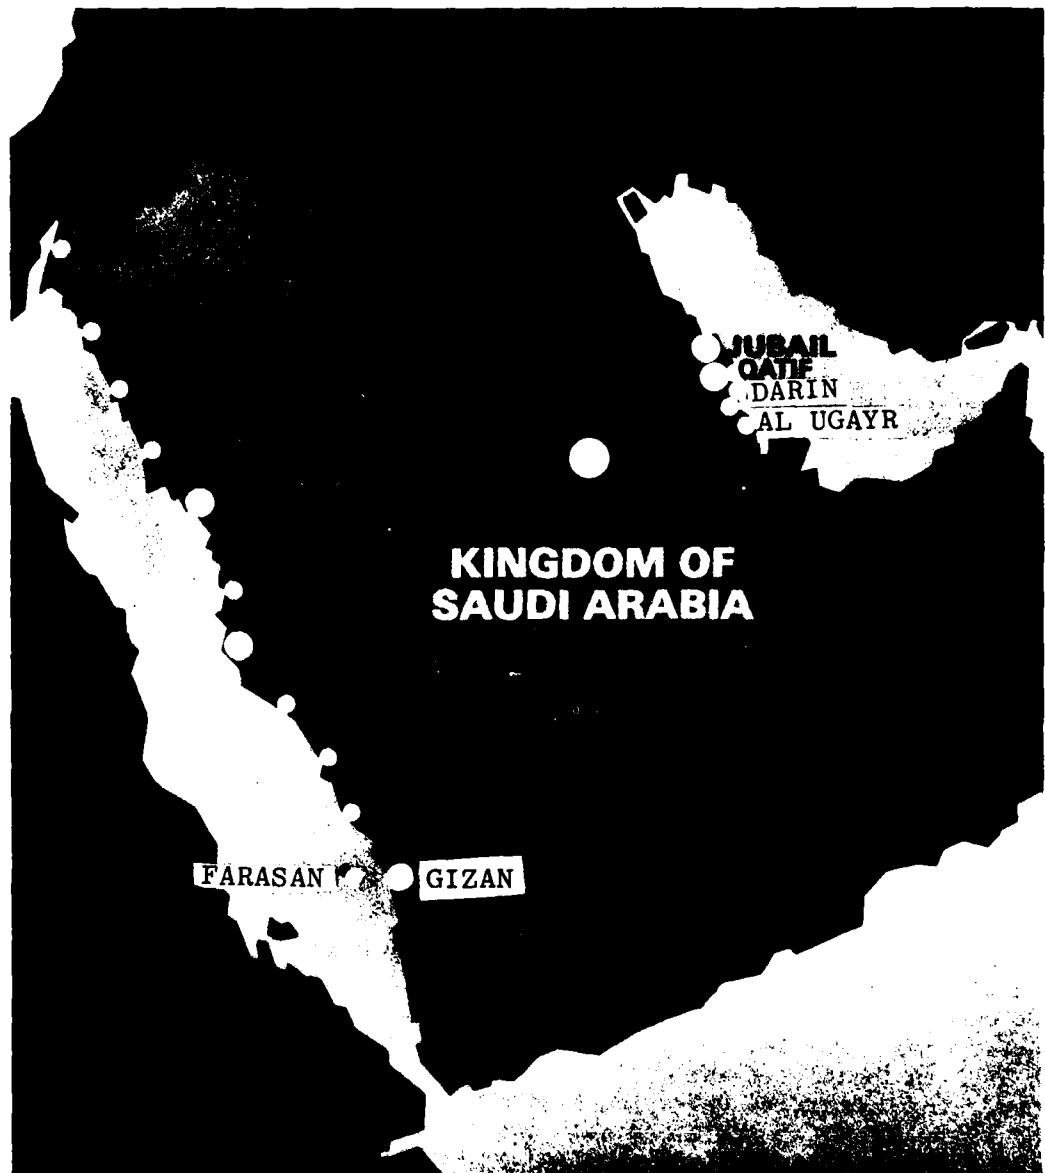 JUBAIL
QATIF
DARIN
AL UGAYR
KINGDOM OF
SAUDI ARABIA
FARASAN
GIZAN